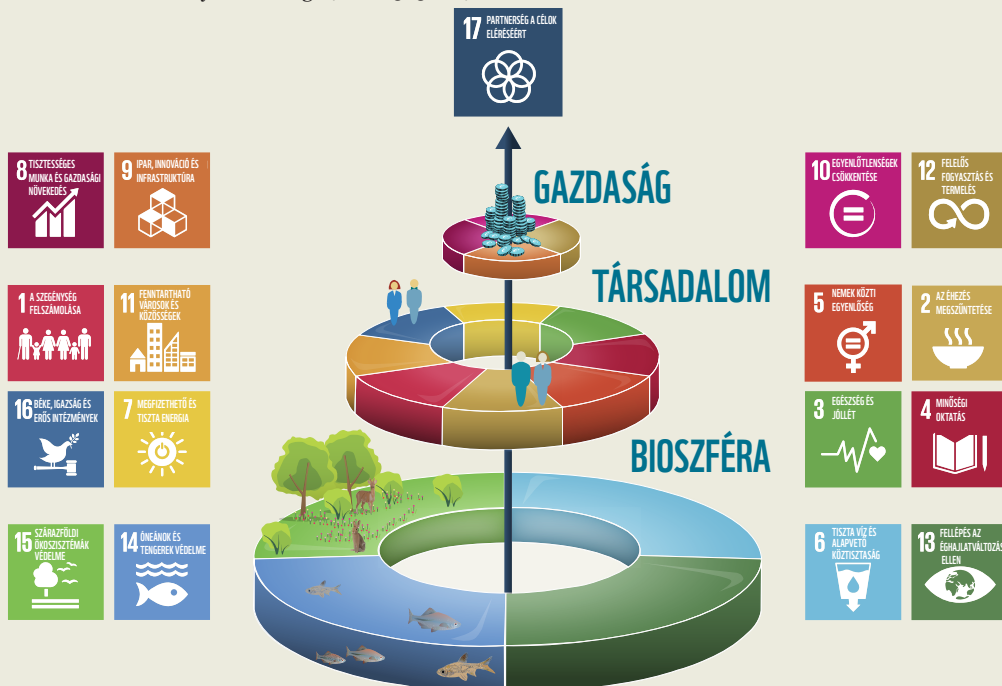 17 PARTNERSÉG A CÉLOK
ELÉRÉSÉÉRT
GAZDASÁG
8 TISZTESSÉGES
MUNKA ÉS GAZDASÁGI
NÖVEKEDÉS
9 IPAR, INNOVÁCIÓ ÉS
INFRASTRUKTÚRA
10 EGYENLŐTLENSÉGEK
CSÖKKENTÉSE
12 FELELŐS
FOGYASZTÁS ÉS
TERMELÉS
TÁRSADALOM
1 A SZEGÉNYSÉG
FELSZÁMOLÁSA
11 FENNTARTHATÓ
VÁROSOK ÉS
KÖZÖSSÉGEK
5 NEMEK KÖZTI
EGYENLŐSÉG
2 AZ ÉHEZÉS
MEGSZÜNTETÉSE
16 BÉKE, IGAZSÁG ÉS
ERŐS INTÉZMÉNYEK
7 MEGFIZETHETŐ ÉS
TISZTA ENERGIA
3 EGÉSZSÉG ÉS
JÓLLÉT
4 MINŐSÉGI
OKTATÁS
BIOSZFÉRA
15 SZÁRAZFÖLDI
ÖKOSZISZTÉMÁK
VÉDELME
14 ÓNEÁNOK ÉS
TENGEREK VÉDELME
6 TISZTA VÍZ ÉS
ALAPVETŐ
KÖZTISZTASÁG
13 FELLÉPÉS AZ
ÉGHAJLATVÁLTOZÁS
ELLEN